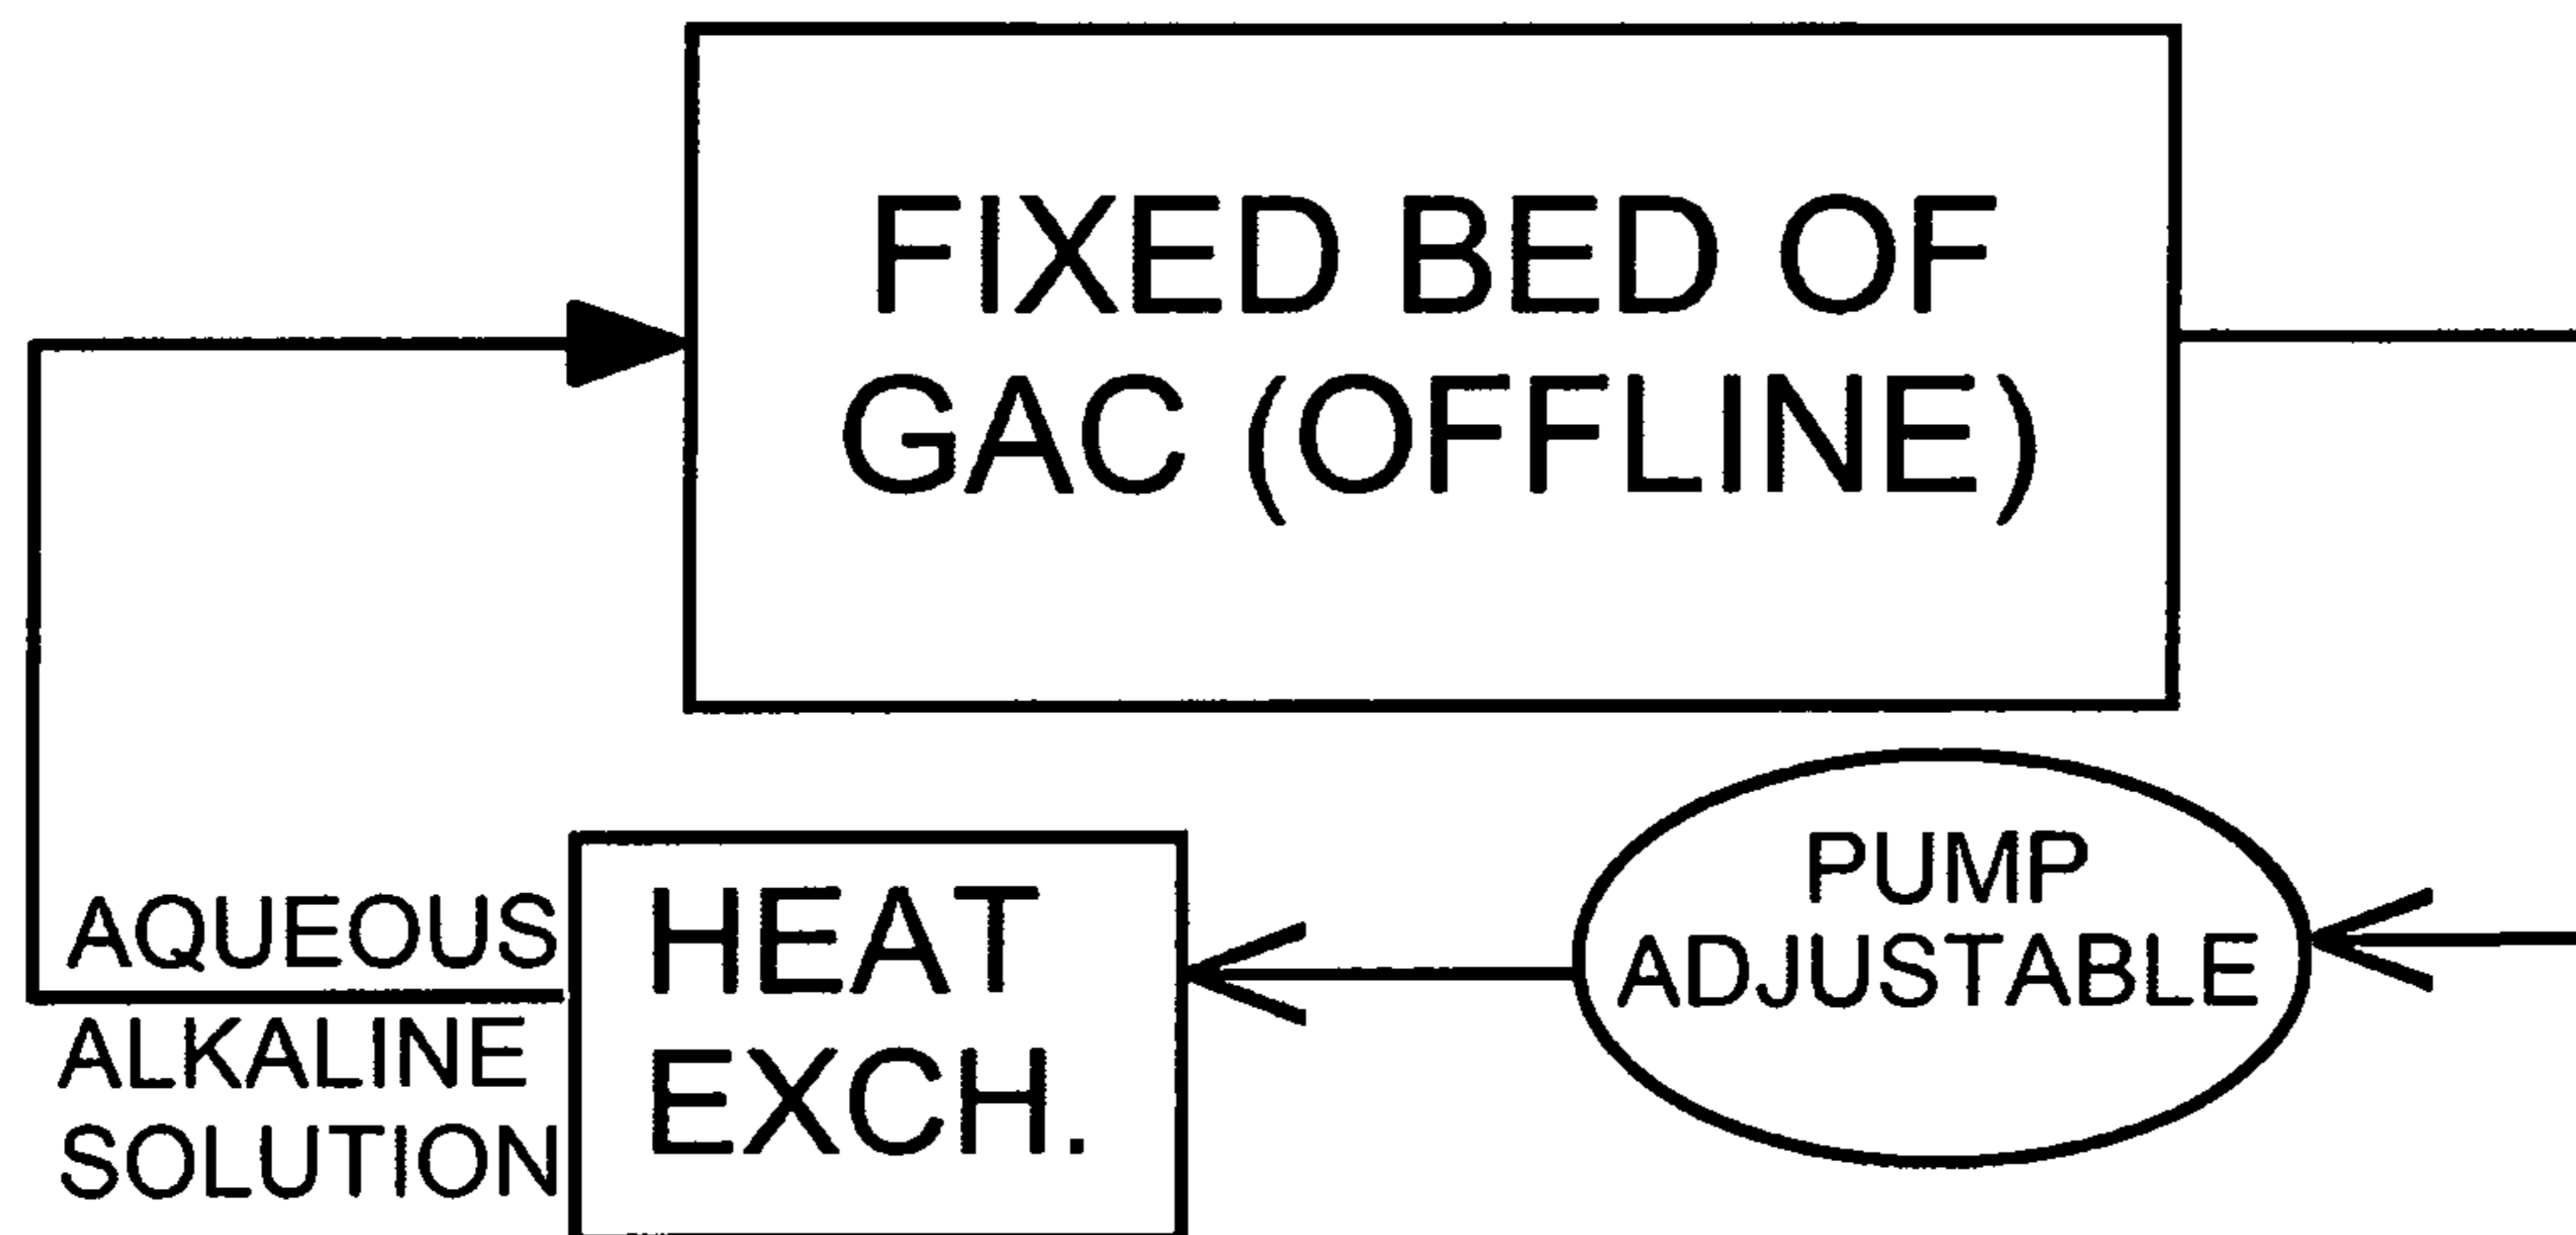 FIXED BED OF
GAC (OFFLINE)
PUMP
ADJUSTABLE
HEAT
EXCH.
AQUEOUS
ALKALINE
SOLUTION